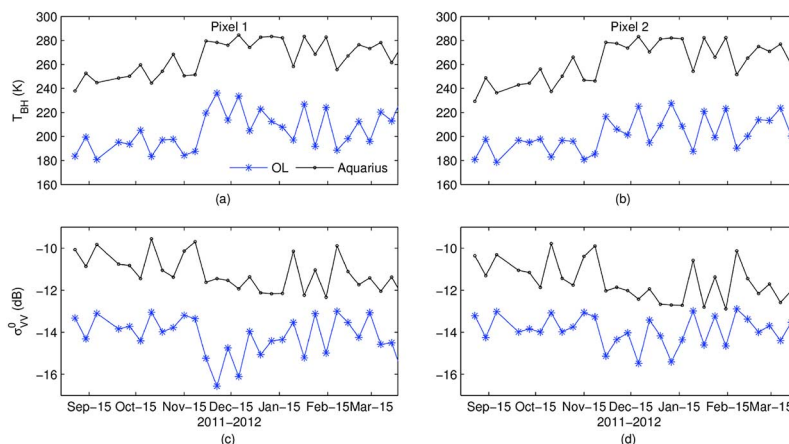 Pixel 1
Pixel 2
300
280
260
240
220
200
180
160
T_BH (K)
OL
Aquarius
(a)
300
280
260
240
220
200
180
160
(b)
-10
-12
-14
-16
σ⁰_VV (dB)
Sep-15 Oct-15 Nov-15 Dec-15 Jan-15 Feb-15 Mar-15
2011-2012
(c)
-10
-12
-14
-16
Sep-15 Oct-15 Nov-15 Dec-15 Jan-15 Feb-15 Mar-15
2011-2012
(d)